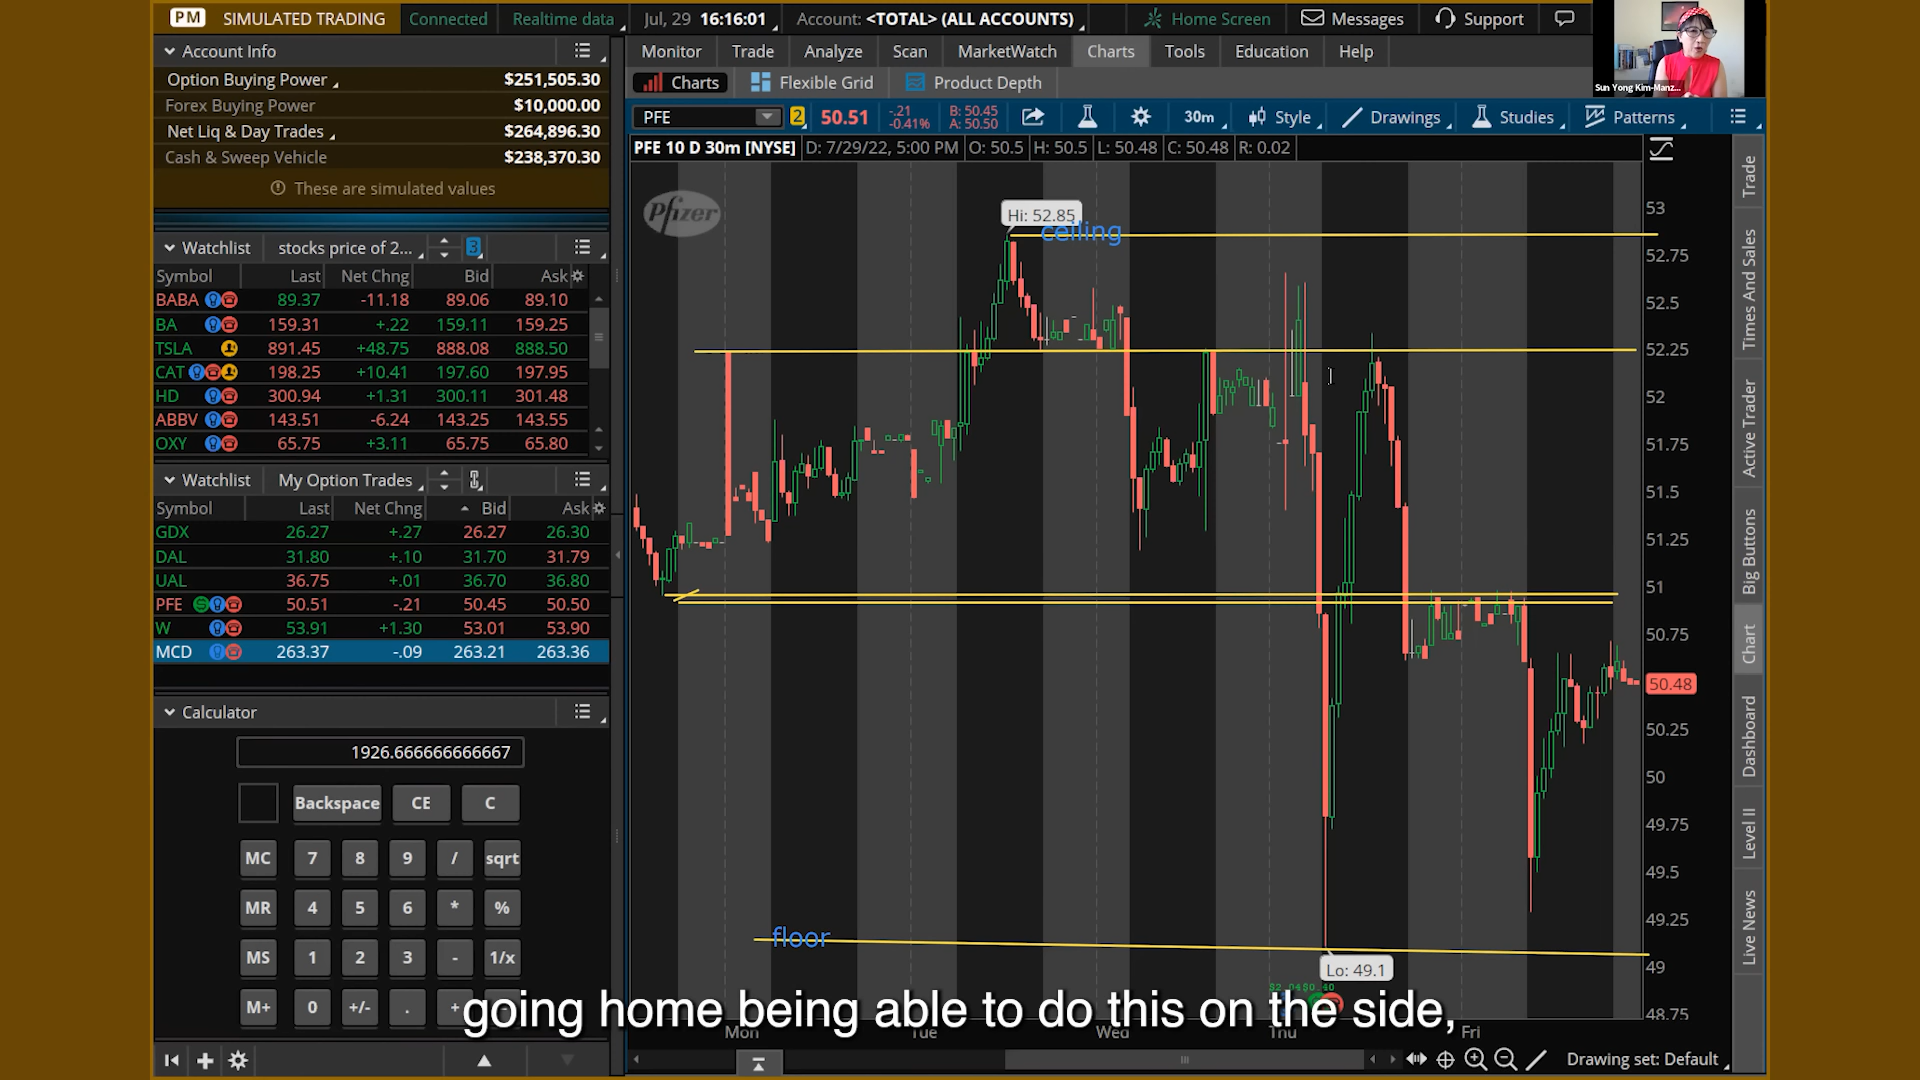 PM SIMULATED TRADING Connected Realtime data Jul, 29 16:16:01 Account: <TOTAL> (ALL ACCOUNTS) Home Screen Messages Support
Sun Yong Kim-Manz...
Account Info
Option Buying Power $251,505.30
Forex Buying Power $10,000.00
Net Liq & Day Trades $264,896.30
Cash & Sweep Vehicle $238,370.30
These are simulated values
Watchlist stocks price of 2... 3
Symbol Last Net Chng Bid Ask
BABA 89.37 -11.18 89.06 89.10
BA 159.31 +.22 159.11 159.25
TSLA 891.45 +48.75 888.08 888.50
CAT 198.25 +10.41 197.60 197.95
HD 300.94 +1.31 300.11 301.48
ABBV 143.51 -6.24 143.25 143.55
OXY 65.75 +3.11 65.75 65.80
Watchlist My Option Trades
Symbol Last Net Chng Bid Ask
GDX 26.27 +.27 26.27 26.30
DAL 31.80 +.10 31.70 31.79
UAL 36.75 +.01 36.70 36.80
PFE 50.51 -.21 50.45 50.50
W 53.91 +1.30 53.01 53.90
MCD 263.37 -.09 263.21 263.36
Calculator
1926.666666666667
Backspace CE C
MC 7 8 9 / sqrt
MR 4 5 6 * %
MS 1 2 3 - 1/x
M+ 0 +/- . +
Monitor Trade Analyze Scan MarketWatch Charts Tools Education Help
Charts Flexible Grid Product Depth
PFE 2 50.51 -.21 -0.41% B: 50.45 A: 50.50 30m Style Drawings Studies Patterns
PFE 10 D 30m [NYSE] D: 7/29/22, 5:00 PM O: 50.5 H: 50.5 L: 50.48 C: 50.48 R: 0.02
Pfizer
Hi: 52.85
ceiling
floor
Lo: 49.1
53
52.75
52.5
52.25
52
51.75
51.5
51.25
51
50.75
50.48
50.25
50
49.75
49.5
49.25
49
48.75
Mon Tue Wed Thu Fri
Trade
Times And Sales
Active Trader
Big Buttons
Chart
Dashboard
Level II
Live News
going home being able to do this on the side,
Drawing set: Default